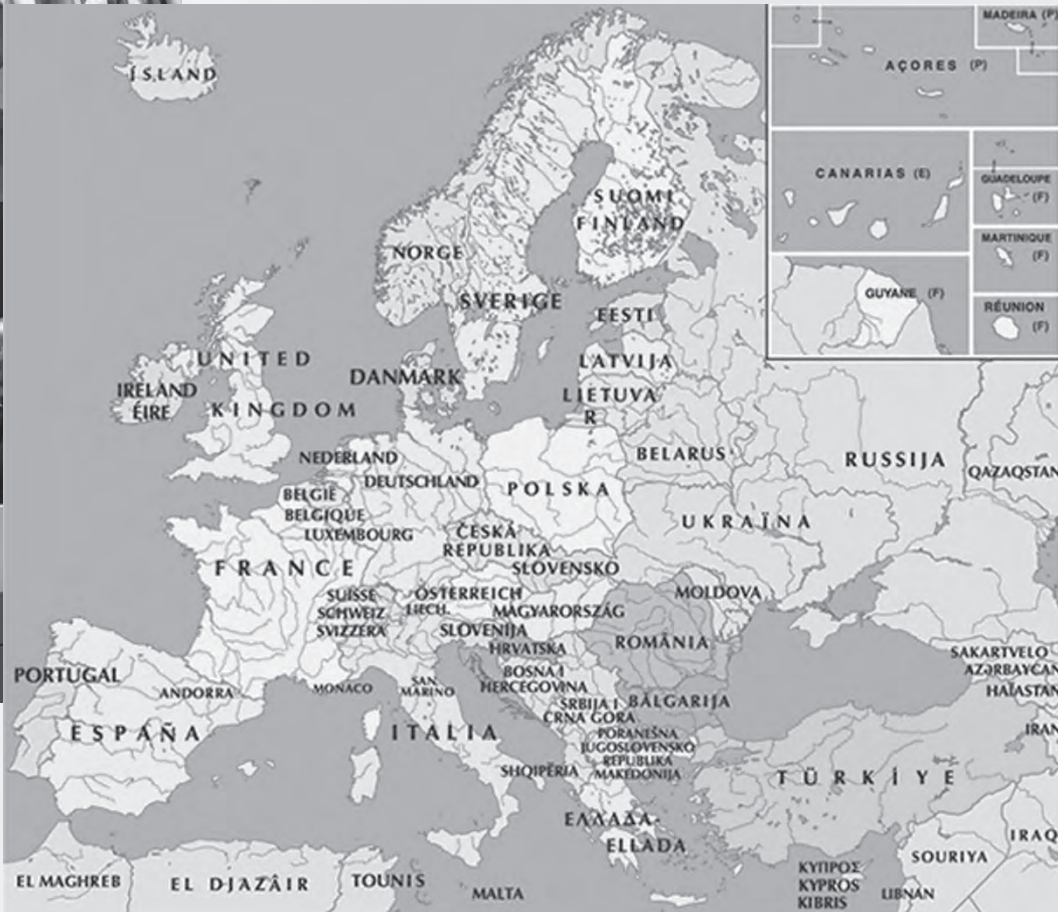 ÍSLAND
MADEIRA (P)
AÇORES (P)
CANARIAS (E)
GUADELOUPE
(F)
MARTINIQUE
(F)
GUYANE (F)
RÉUNION
(F)
SUOMI
FINLAND
NORGE
SVERIGE
EESTI
LATVIJA
LIETUVA
R
UNITED
KINGDOM
IRELAND
ÉIRE
DANMARK
NEDERLAND
DEUTSCHLAND
BELGIË
BELGIQUE
LUXEMBOURG
POLSKA
BELARUS
RUSSIJA
QAZAQSTAN
UKRAÏNA
ČESKÁ
REPUBLIKA
SLOVENSKO
FRANCE
SUISSE
SCHWEIZ
SVIZZERA
ÖSTERREICH
LIECH.
MAGYARORSZÁG
MOLDOVA
SLOVENIJA
HRVATSKA
ROMÂNIA
BOSNA I
HERCEGOVINA
SRBIJA I
CRNA GORA
BĂLGARIJA
PORANEŠNA
JUGOSLOVENSKO
REPUBLIKA
MAKEDONIJA
SAKARTVELO
AZƏRBAYCAN
HAÏASTAN
IRAN
PORTUGAL
ANDORRA
MONACO
SAN
MARINO
ESPAÑA
ITALIA
SHQIPËRIA
TÜRKİYE
ΕΛΛΑΔΑ-
ELLADA
IRAQ
SOURIYA
ΚΥΠΡΟΣ
KYPROS
KIBRIS
LIBNAN
EL MAGHREB
EL DJAZÂIR
TOUNIS
MALTA